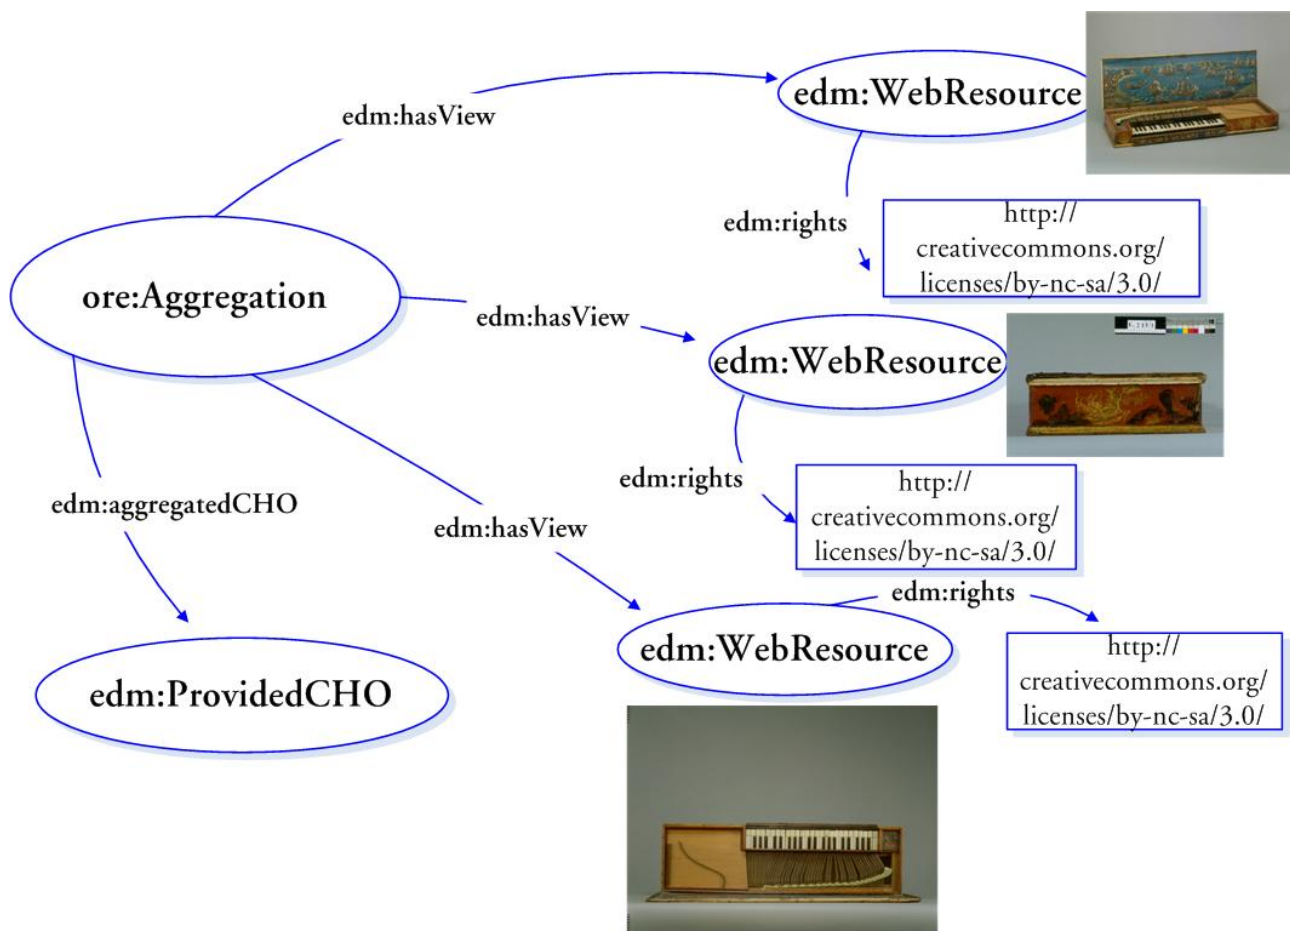 edm:WebResource
edm:hasView
edm:rights
http://
creativecommons.org/
licenses/by-nc-sa/3.0/
ore:Aggregation
edm:hasView
edm:WebResource
edm:rights
http://
creativecommons.org/
licenses/by-nc-sa/3.0/
edm:aggregatedCHO
edm:hasView
edm:rights
edm:WebResource
http://
creativecommons.org/
licenses/by-nc-sa/3.0/
edm:ProvidedCHO